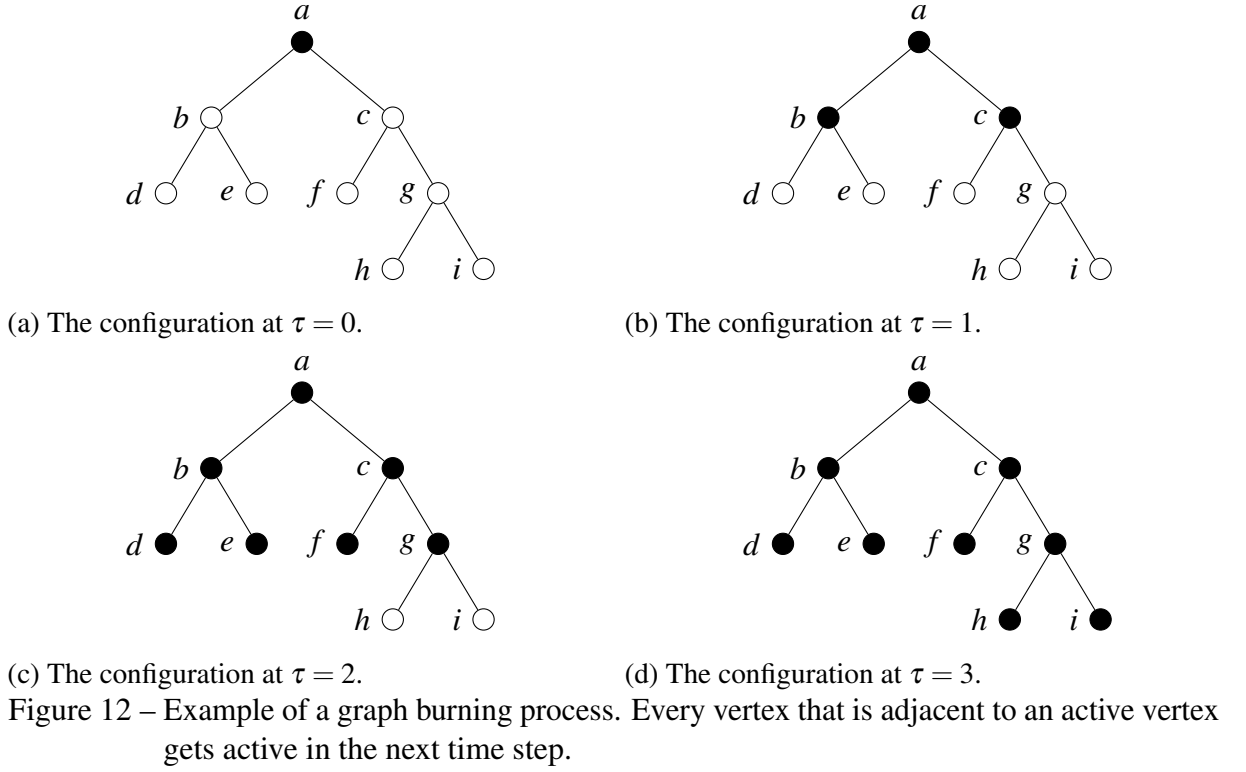 a
a
b
c
b
c
d
e
f
g
d
e
f
g
h
i
h
i
(a) The configuration at τ = 0.
(b) The configuration at τ = 1.
a
a
b
c
b
c
d
e
f
g
d
e
f
g
h
i
h
i
(c) The configuration at τ = 2.
(d) The configuration at τ = 3.
Figure 12 – Example of a graph burning process. Every vertex that is adjacent to an active vertex
gets active in the next time step.